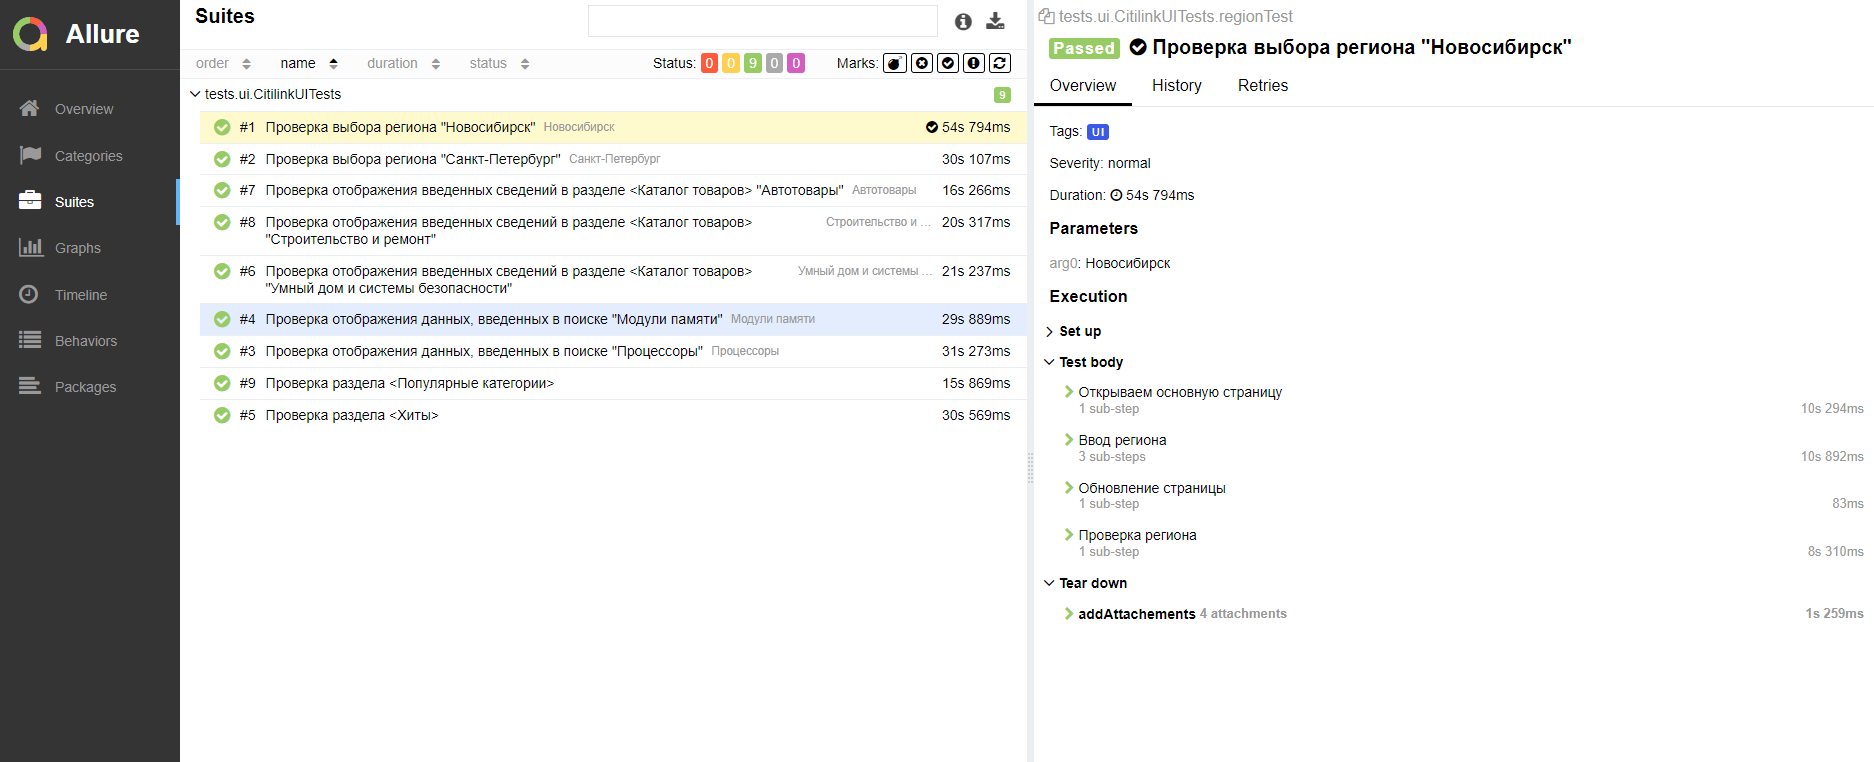 Allure
Overview
Categories
Suites
Graphs
Timeline
Behaviors
Packages
Suites
order name duration status Status: 0 0 9 0 0 Marks:
tests.ui.CitilinkUITests 9
#1 Проверка выбора региона "Новосибирск" Новосибирск 54s 794ms
#2 Проверка выбора региона "Санкт-Петербург" Санкт-Петербург 30s 107ms
#7 Проверка отображения введенных сведений в разделе <Каталог товаров> "Автотовары" Автотовары 16s 266ms
#8 Проверка отображения введенных сведений в разделе <Каталог товаров> Строительство и ... 20s 317ms
"Строительство и ремонт"
#6 Проверка отображения введенных сведений в разделе <Каталог товаров> Умный дом и системы ... 21s 237ms
"Умный дом и системы безопасности"
#4 Проверка отображения данных, введенных в поиске "Модули памяти" Модули памяти 29s 889ms
#3 Проверка отображения данных, введенных в поиске "Процессоры" Процессоры 31s 273ms
#9 Проверка раздела <Популярные категории> 15s 869ms
#5 Проверка раздела <Хиты> 30s 569ms
tests.ui.CitilinkUITests.regionTest
Passed Проверка выбора региона "Новосибирск"
Overview History Retries
Tags: UI
Severity: normal
Duration: 54s 794ms
Parameters
arg0: Новосибирск
Execution
Set up
Test body
Открываем основную страницу
1 sub-step 10s 294ms
Ввод региона
3 sub-steps 10s 892ms
Обновление страницы
1 sub-step 83ms
Проверка региона
1 sub-step 8s 310ms
Tear down
addAttachements 4 attachments 1s 259ms